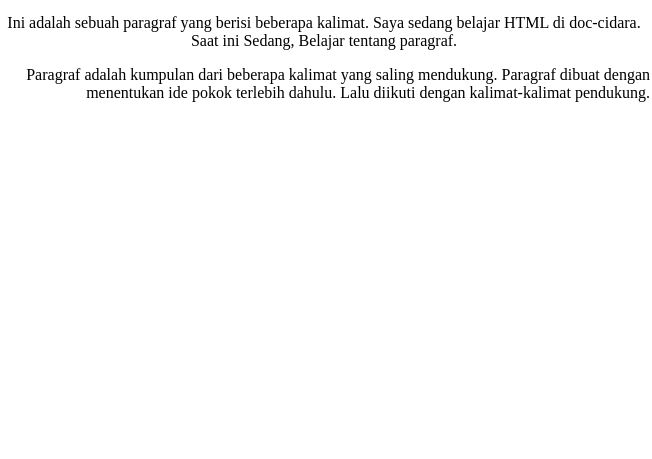 Ini adalah sebuah paragraf yang berisi beberapa kalimat. Saya sedang belajar HTML di doc-cidara.
Saat ini Sedang, Belajar tentang paragraf.
Paragraf adalah kumpulan dari beberapa kalimat yang saling mendukung. Paragraf dibuat dengan
menentukan ide pokok terlebih dahulu. Lalu diikuti dengan kalimat-kalimat pendukung.